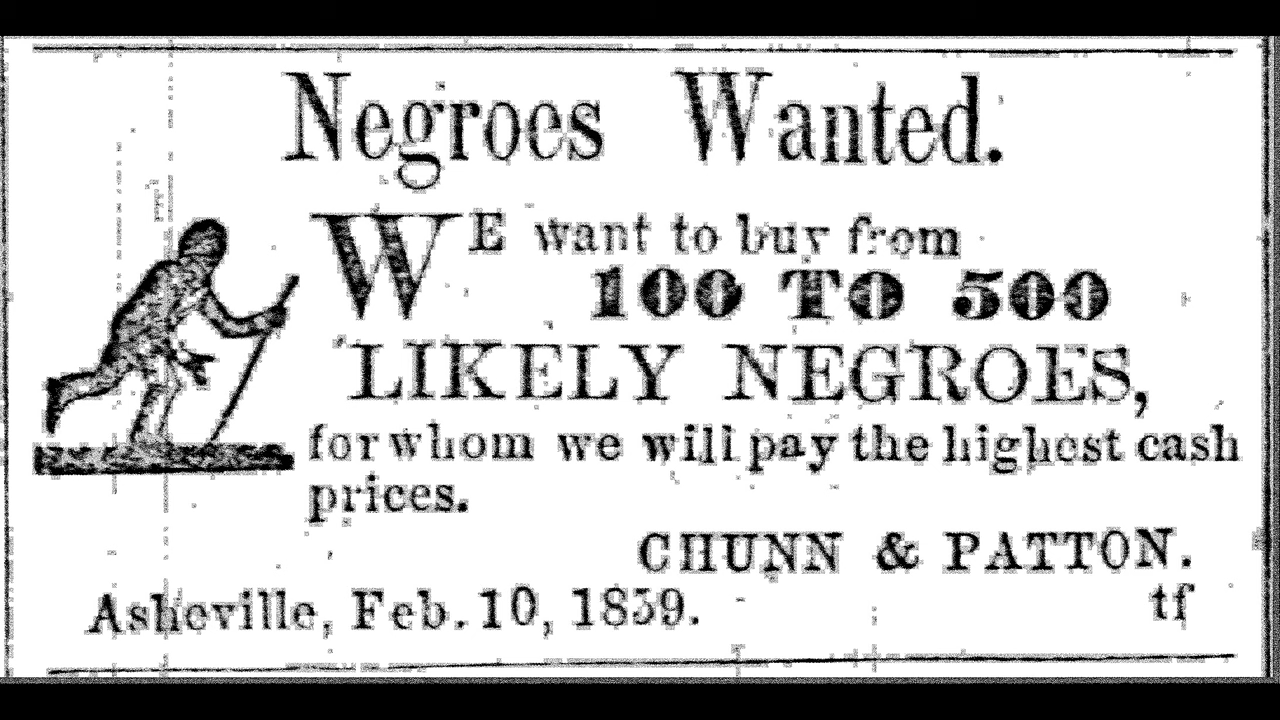 Negroes Wanted.
WE want to buy from
100 TO 500
LIKELY NEGROES,
for whom we will pay the highest cash
prices.
CHUNN & PATTON.
Asheville, Feb. 10, 1859.
tf